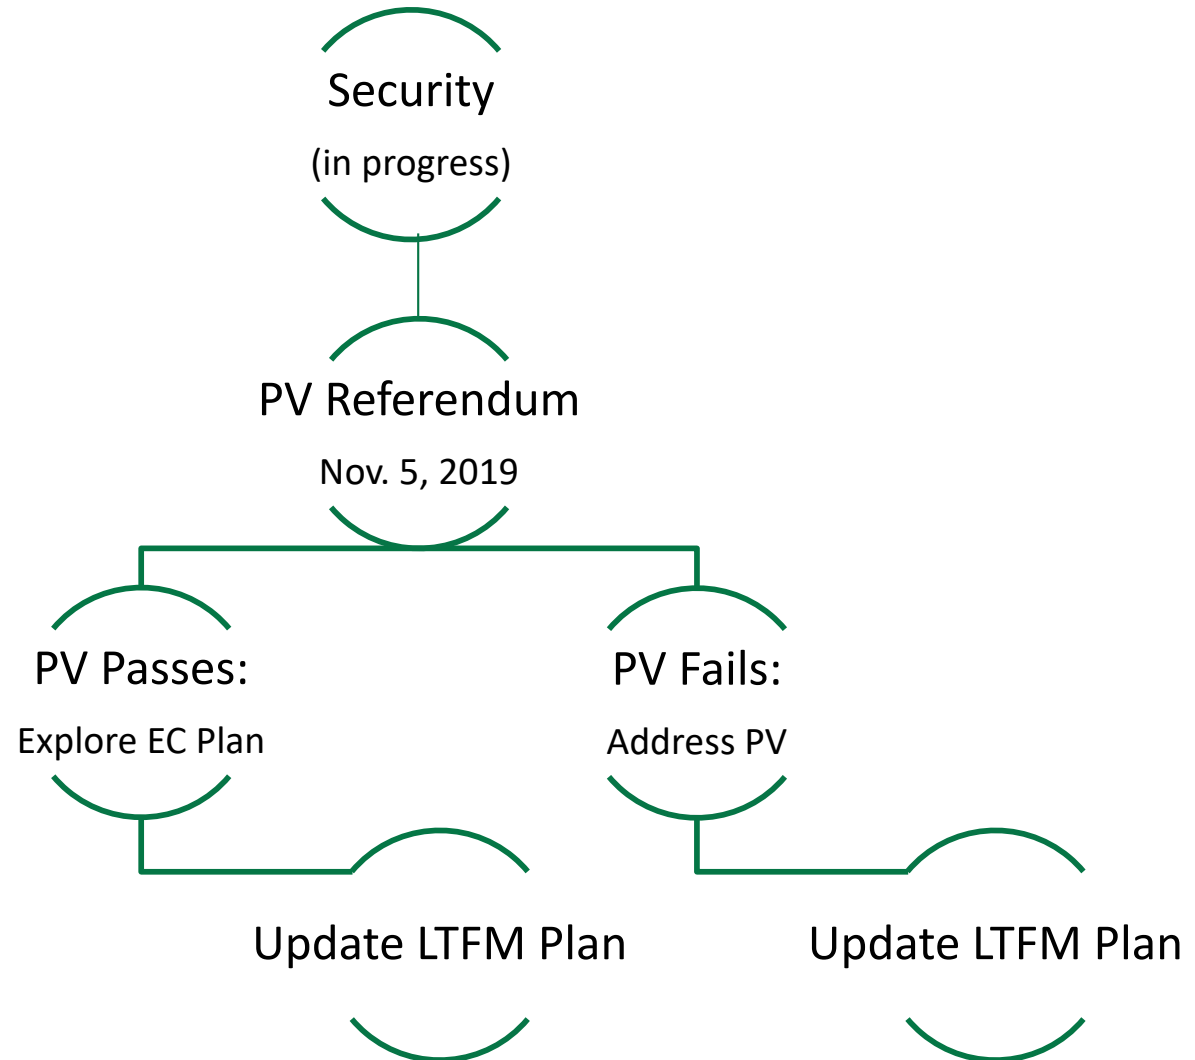 Security
(in progress)
PV Referendum
Nov. 5, 2019
PV Passes:
Explore EC Plan
PV Fails:
Address PV
Update LTFM Plan
Update LTFM Plan